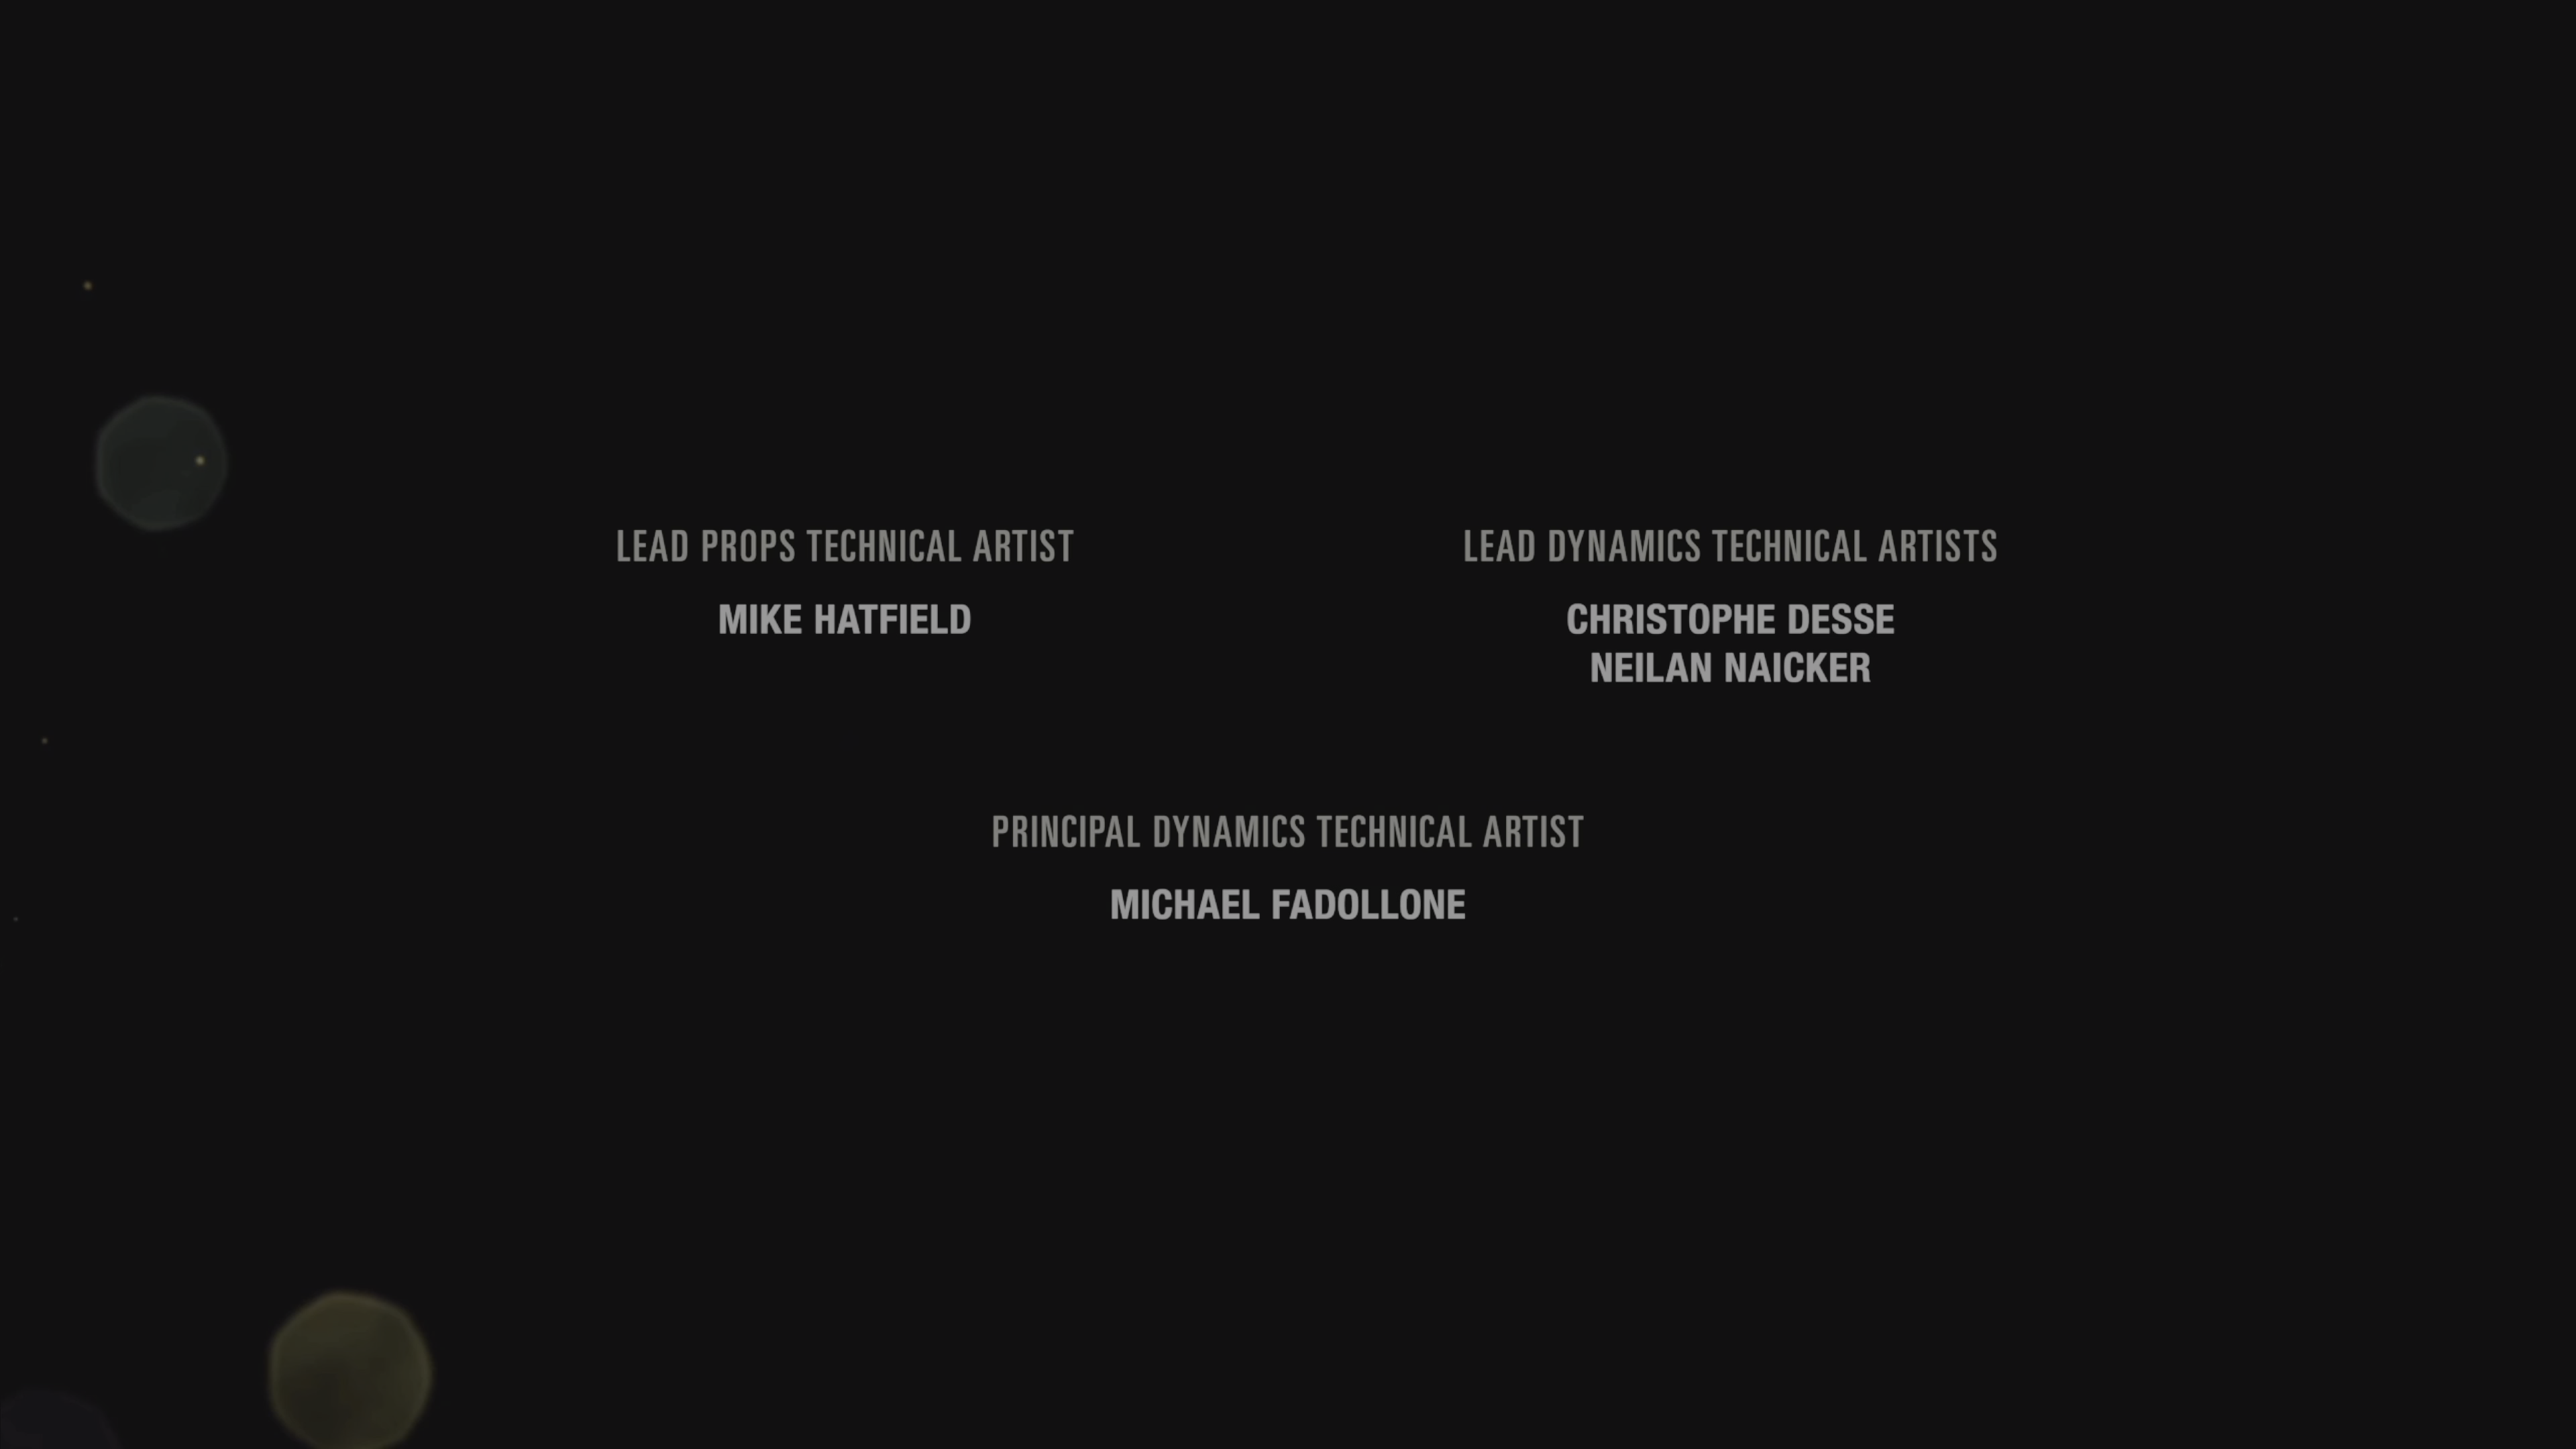 LEAD PROPS TECHNICAL ARTIST
MIKE HATFIELD
LEAD DYNAMICS TECHNICAL ARTISTS
CHRISTOPHE DESSE
NEILAN NAICKER
PRINCIPAL DYNAMICS TECHNICAL ARTIST
MICHAEL FADOLLONE